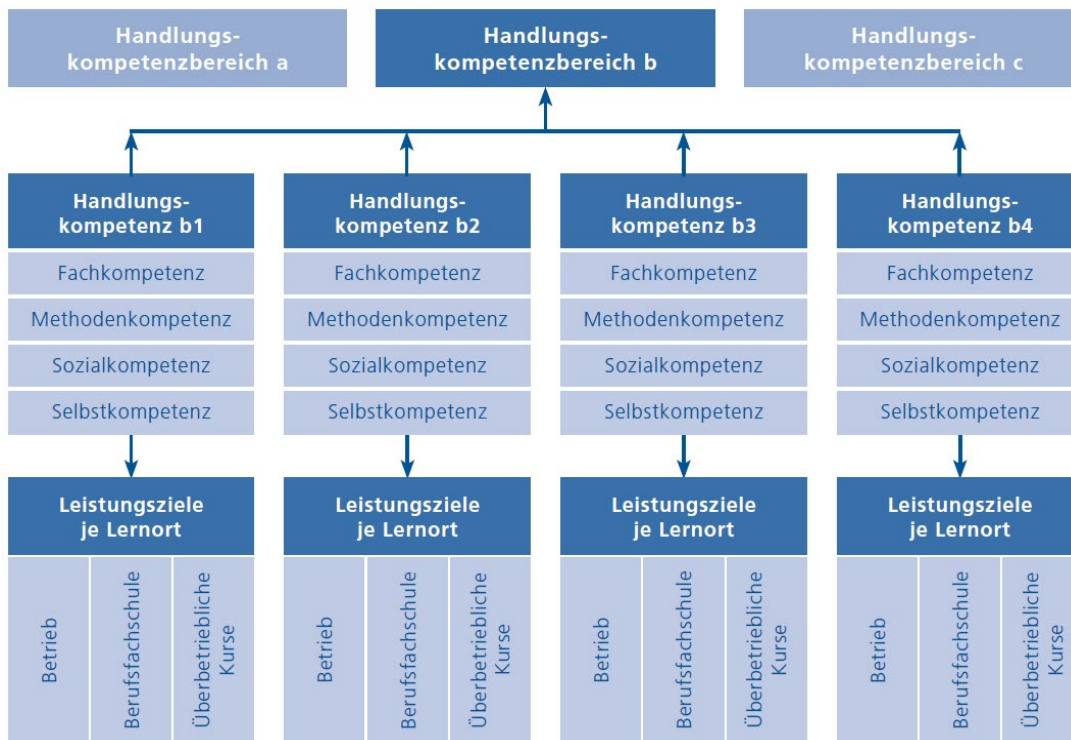 Handlungs-
kompetenzbereich a
Handlungs-
kompetenzbereich b
Handlungs-
kompetenzbereich c
Handlungs-
kompetenz b1
Fachkompetenz
Methodenkompetenz
Sozialkompetenz
Selbstkompetenz
Leistungsziele
je Lernort
Betrieb
Berufsfachschule
Überbetriebliche
Kurse
Handlungs-
kompetenz b2
Fachkompetenz
Methodenkompetenz
Sozialkompetenz
Selbstkompetenz
Leistungsziele
je Lernort
Betrieb
Berufsfachschule
Überbetriebliche
Kurse
Handlungs-
kompetenz b3
Fachkompetenz
Methodenkompetenz
Sozialkompetenz
Selbstkompetenz
Leistungsziele
je Lernort
Betrieb
Berufsfachschule
Überbetriebliche
Kurse
Handlungs-
kompetenz b4
Fachkompetenz
Methodenkompetenz
Sozialkompetenz
Selbstkompetenz
Leistungsziele
je Lernort
Betrieb
Berufsfachschule
Überbetriebliche
Kurse